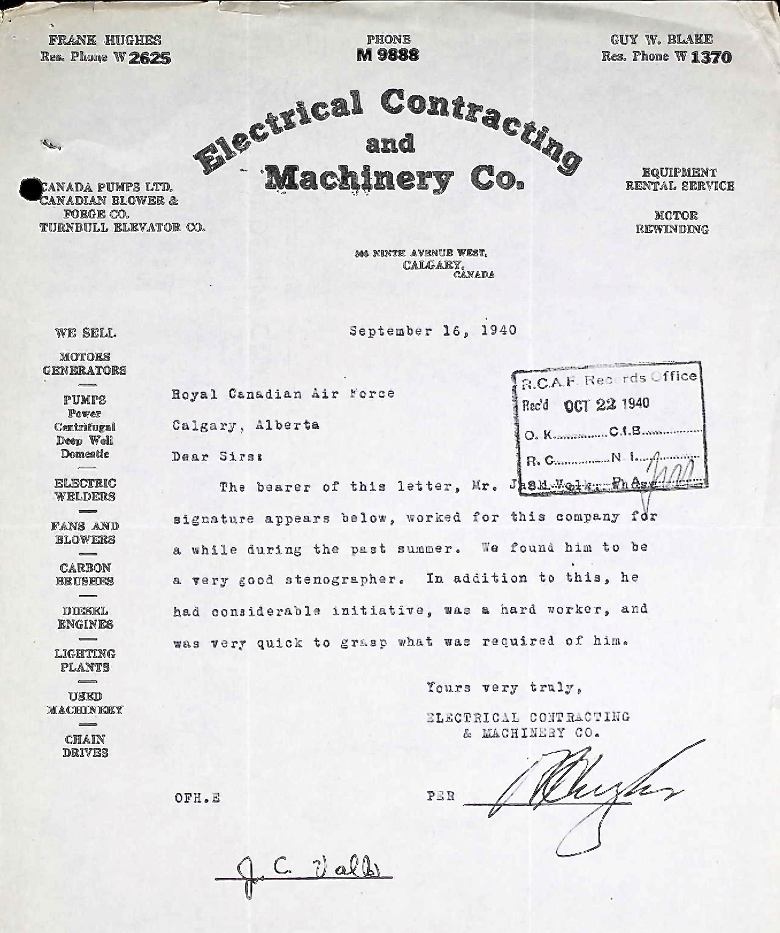 FRANK HUGHES
Res. Phone W 2625
PHONE
M 9888
GUY W. BLAKE
Res. Phone W 1370
Electrical Contracting
and
Machinery Co.
CANADA PUMPS LTD.
CANADIAN BLOWER &
FORGE CO.
TURNBULL ELEVATOR CO.
EQUIPMENT
RENTAL SERVICE
MOTOR
REWINDING
NINTH AVENUE WEST,
CALGARY,
CANADA
WE SELL
MOTORS
GENERATORS
PUMPS
Power
Centrifugal
Deep Well
Domestic
ELECTRIC
WELDERS
FANS AND
BLOWERS
CARBON
BRUSHES
DIESEL
ENGINES
LIGHTING
PLANTS
USED
MACHINERY
CHAIN
DRIVES
September 16, 1940
R.C.A.F. Records Office
Rec'd OCT 22 1940
O. K. C.I.B.
R. C. N. I.
P. A.
Royal Canadian Air Force
Calgary, Alberta
Dear Sirs:
The bearer of this letter, Mr.
signature appears below, worked for this company for
a while during the past summer. We found him to be
a very good stenographer. In addition to this, he
had considerable initiative, was a hard worker, and
was very quick to grasp what was required of him.
Yours very truly,
ELECTRICAL CONTRACTING
& MACHINERY CO.
OFH.E
PER
J. C.